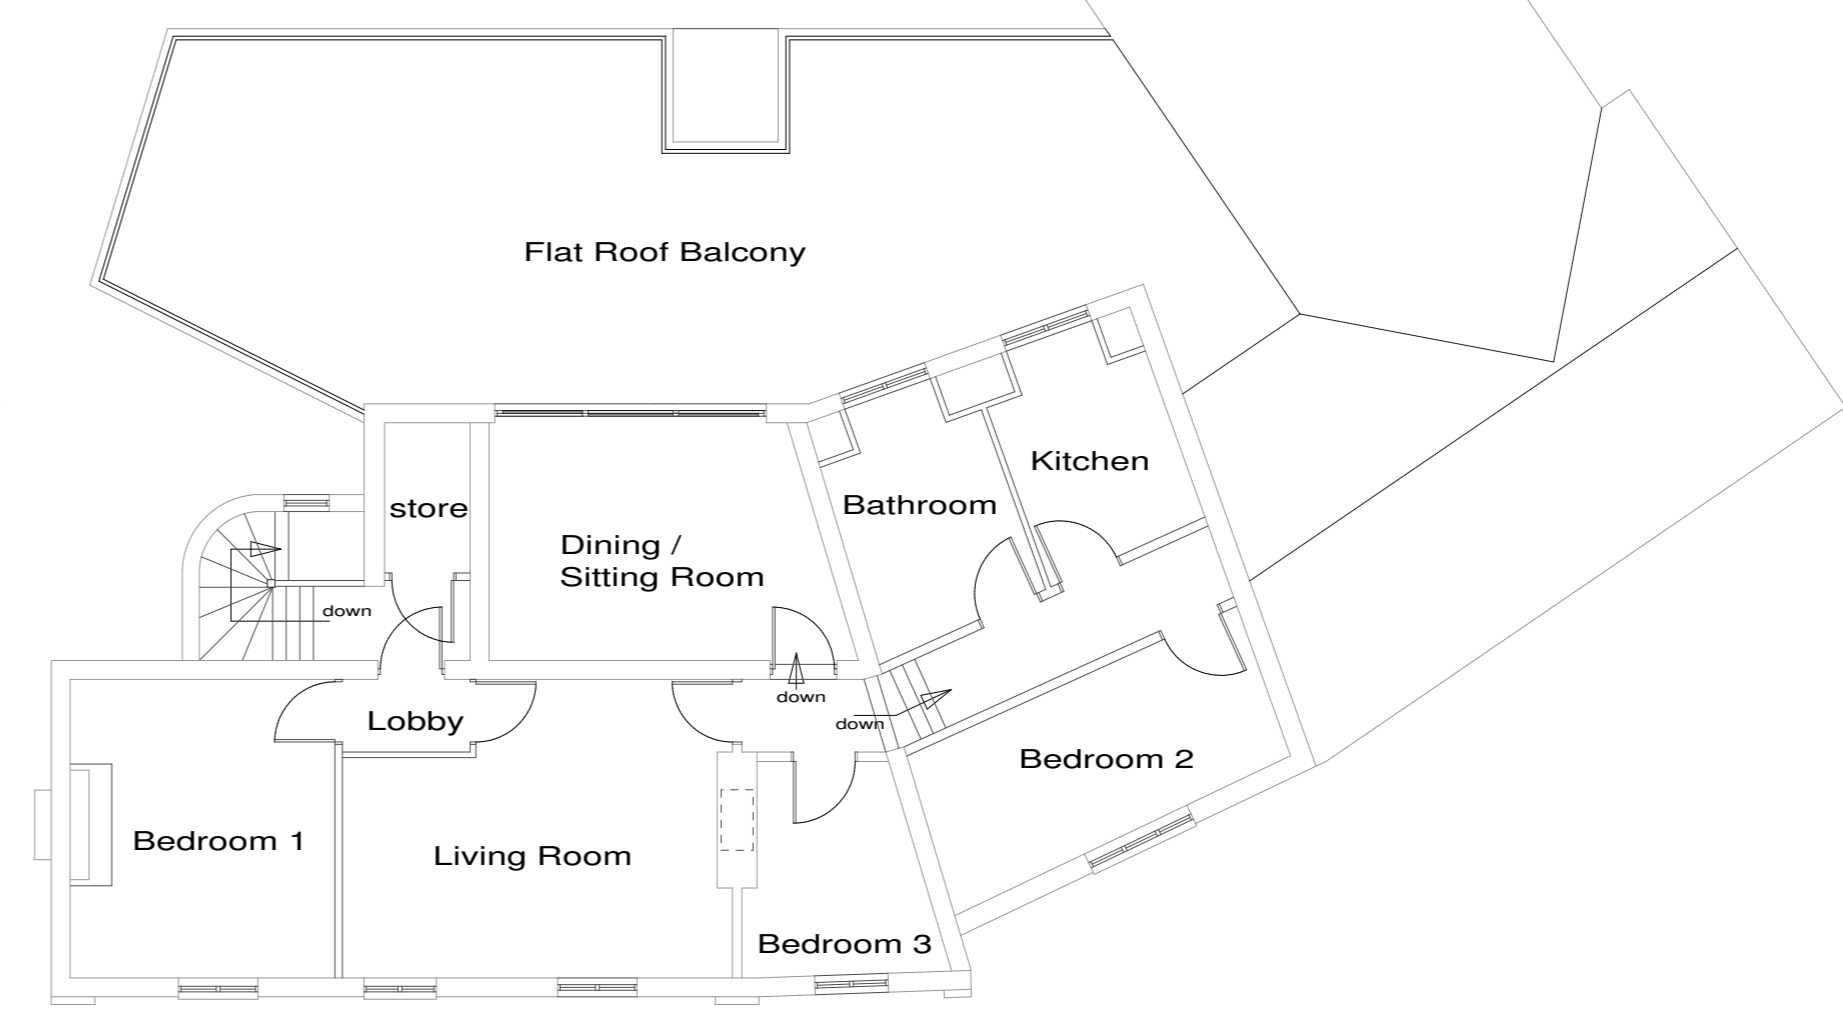 Flat Roof Balcony
Kitchen
Bathroom
store
Dining /
Sitting Room
down
down
down
Lobby
Bedroom 2
Bedroom 1
Living Room
Bedroom 3